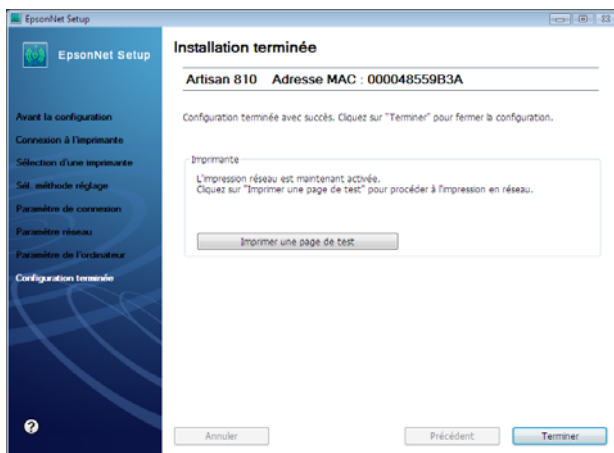 EpsonNet Setup
EpsonNet Setup
Avant la configuration
Connexion à l'imprimante
Sélection d'une imprimante
Sél. méthode réglage
Paramètre de connexion
Paramètre réseau
Paramètre de l'ordinateur
Configuration terminée
?
Installation terminée
Artisan 810 Adresse MAC : 000048559B3A
Configuration terminée avec succès. Cliquez sur "Terminer" pour fermer la configuration.
Imprimante
L'impression réseau est maintenant activée.
Cliquez sur "Imprimer une page de test" pour procéder à l'impression en réseau.
Imprimer une page de test
Annuler
Précédent
Terminer